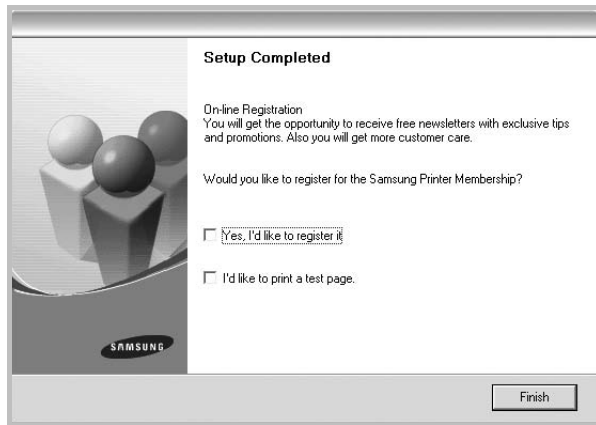 Setup Completed
On-line Registration
You will get the opportunity to receive free newsletters with exclusive tips
and promotions. Also you will get more customer care.
Would you like to register for the Samsung Printer Membership?
Yes, I'd like to register it
I'd like to print a test page.
SAMSUNG
Finish